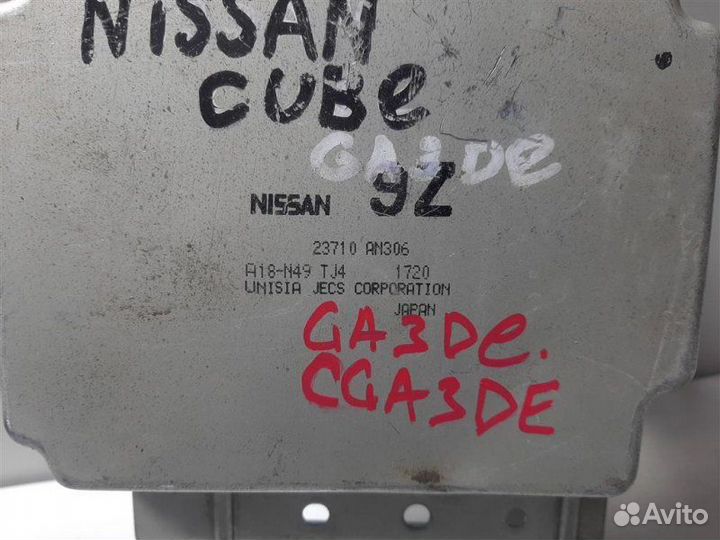 NISSAN
CUBe
GA3De
NISSAN 9Z
23710 AN306
A18-N49 TJ4 1720
UNISIA JECS CORPORATION
JAPAN
GA3De.
CGA3DE
Avito